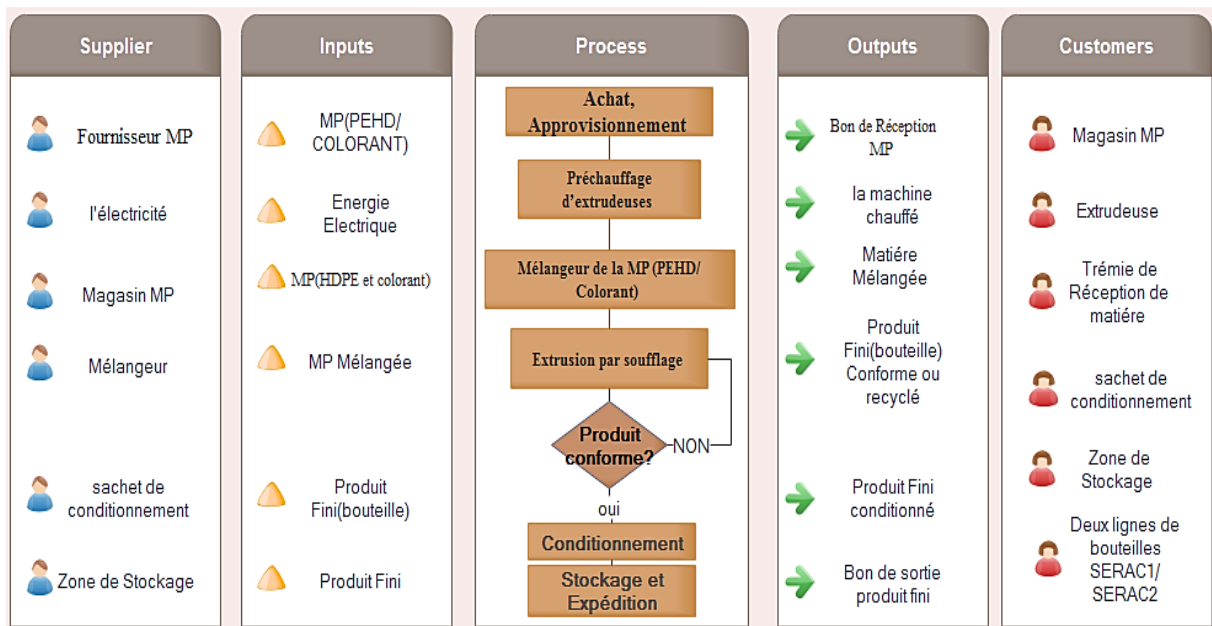 Supplier
Fournisseur MP
l'électricité
Magasin MP
Mélangeur
sachet de
conditionnement
Zone de Stockage
Inputs
MP(PEHD/
COLORANT)
Energie
Electrique
MP(HDPE et colorant)
MP Mélangée
Produit
Fini(bouteille)
Produit Fini
Process
Achat,
Approvisionnement
Préchauffage
d'extrudeuses
Mélangeur de la MP (PEHD/
Colorant)
Extrusion par soufflage
Produit
conforme?
NON
oui
Conditionnement
Stockage et
Expédition
Outputs
Bon de Réception
MP
la machine
chauffé
Matiére
Mélangée
Produit
Fini(bouteille)
Conforme ou
recyclé
Produit Fini
conditionné
Bon de sortie
produit fini
Customers
Magasin MP
Extrudeuse
Trémie de
Réception de
matiére
sachet de
conditionnement
Zone de
Stockage
Deux lignes de
bouteilles
SERAC1/
SERAC2